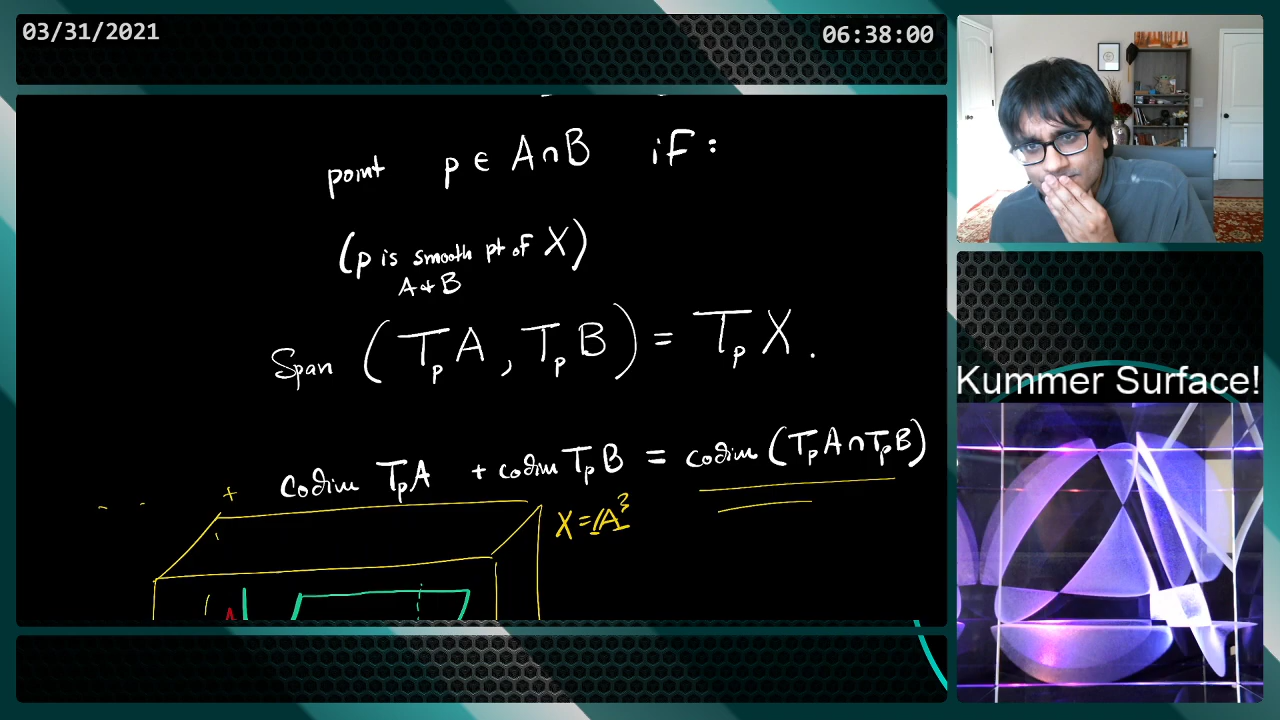 03/31/2021
06:38:00
point p ∈ A∩B iF :
(p is smooth pt of X)
A & B
Span (TpA, TpB) = TpX.
codim TpA + codim TpB = codim (TpA∩TpB)
X = A³
Kummer Surface!